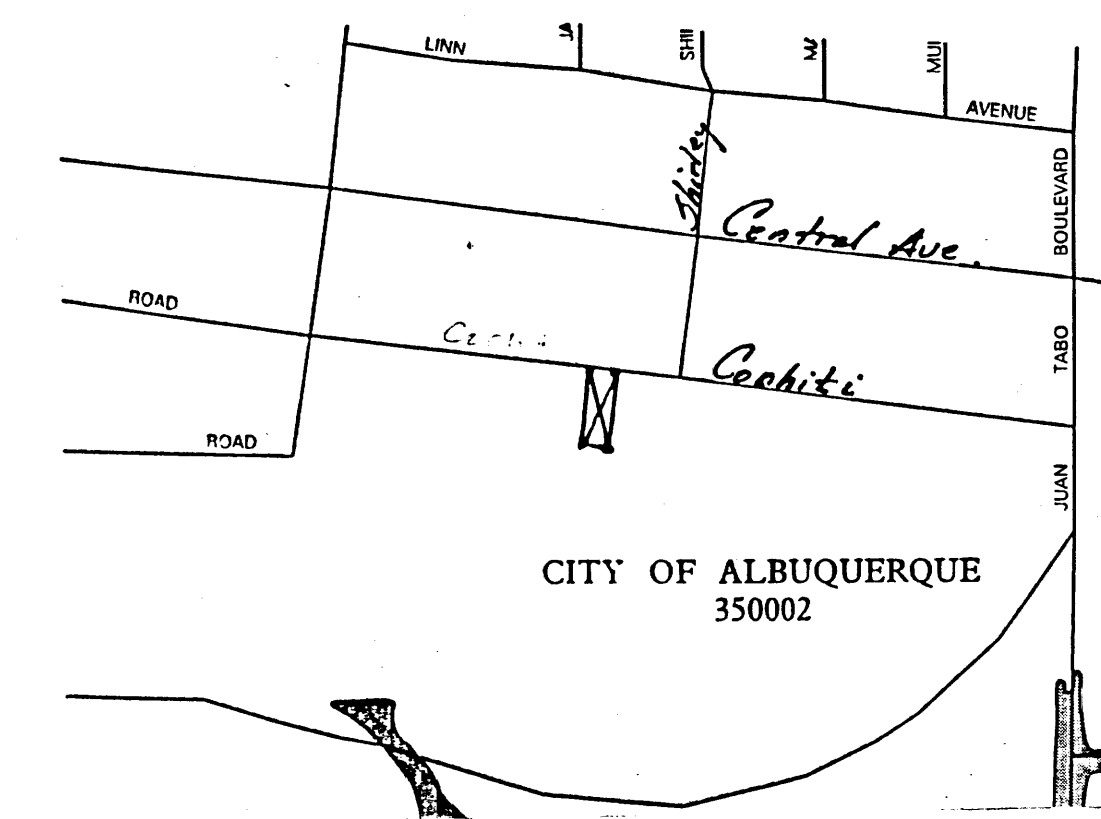 LINN
AVENUE
BOULEVARD
Shirley
Central Ave.
ROAD
TABO
Cochiti
ROAD
JUAN
CITY OF ALBUQUERQUE
350002